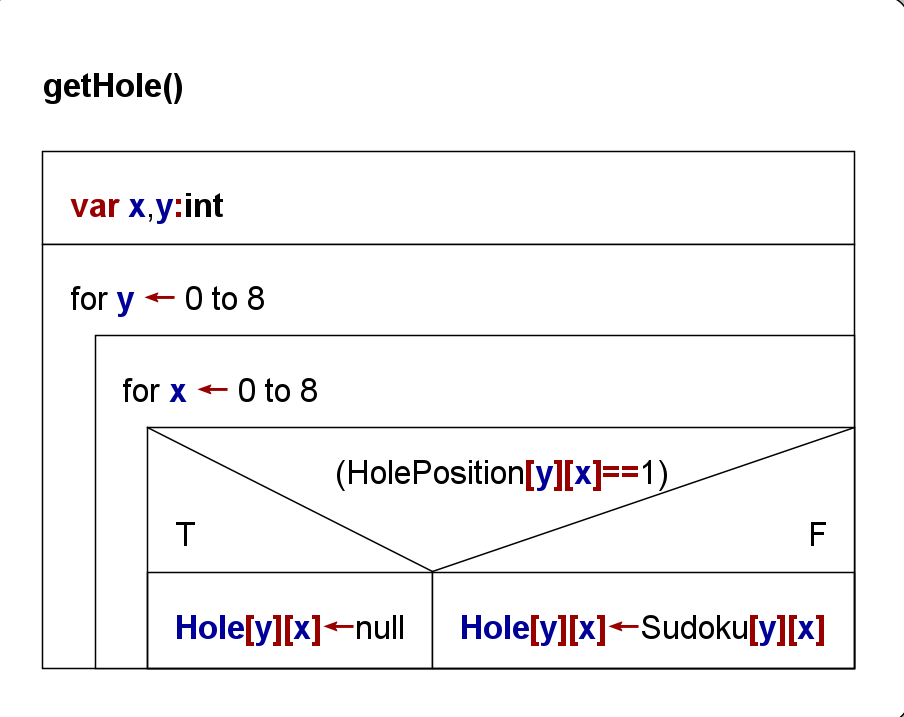 getHole()
var x,y:int
for y ← 0 to 8
for x ← 0 to 8
(HolePosition[y][x]==1)
T
F
Hole[y][x]←null
Hole[y][x]←Sudoku[y][x]